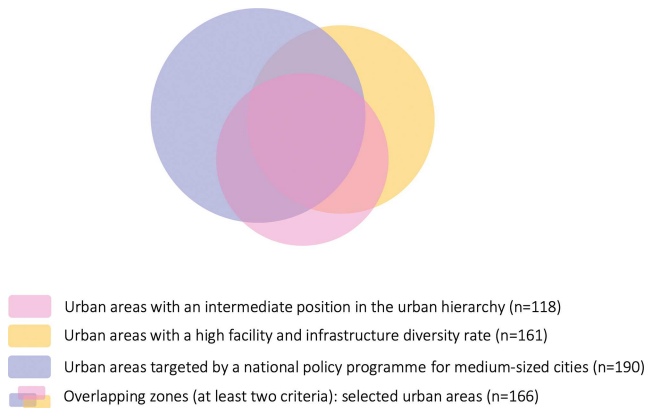 Urban areas with an intermediate position in the urban hierarchy (n=118)
Urban areas with a high facility and infrastructure diversity rate (n=161)
Urban areas targeted by a national policy programme for medium-sized cities (n=190)
Overlapping zones (at least two criteria): selected urban areas (n=166)